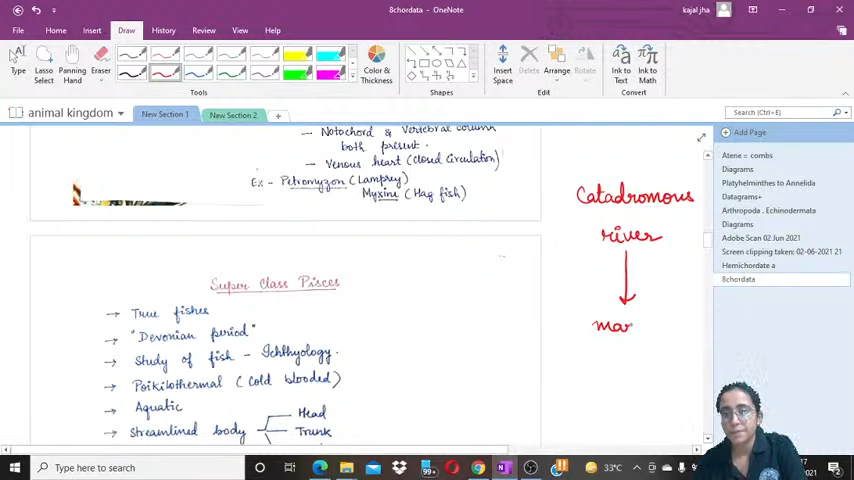 8chordata - OneNote
kajal jha
File
Home
Insert
Draw
History
Review
View
Help
Type
Lasso Select
Panning Hand
Eraser
Color & Thickness
Insert Space
Delete
Arrange
Rotate
Ink to Text
Ink to Math
Tools
Shapes
Edit
Convert
animal kingdom
New Section 1
New Section 2
Search (Ctrl+E)
Add Page
Atene = combs
Diagrams
Platyhelminthes to Annelida
Datagrams+
Arthropoda . Echinodermata
Diagrams
Adobe Scan 02 Jun 2021
Screen clipping taken: 02-06-2021 21
Hemichordate a
8chordata
→ Notochord & Vertebral column
both present.
– Venous heart (Closed Circulation)
Ex – Petromyzon (Lamprey)
Myxine (Hag fish)
Catadromous
river
mar
Super Class Pisces
→ True fishes
→ "Devonian period"
→ Study of fish – Ichthyology.
→ Poikilothermal (cold blooded)
→ Aquatic
→ Streamlined body
Head
Trunk
Type here to search
99+
33°C